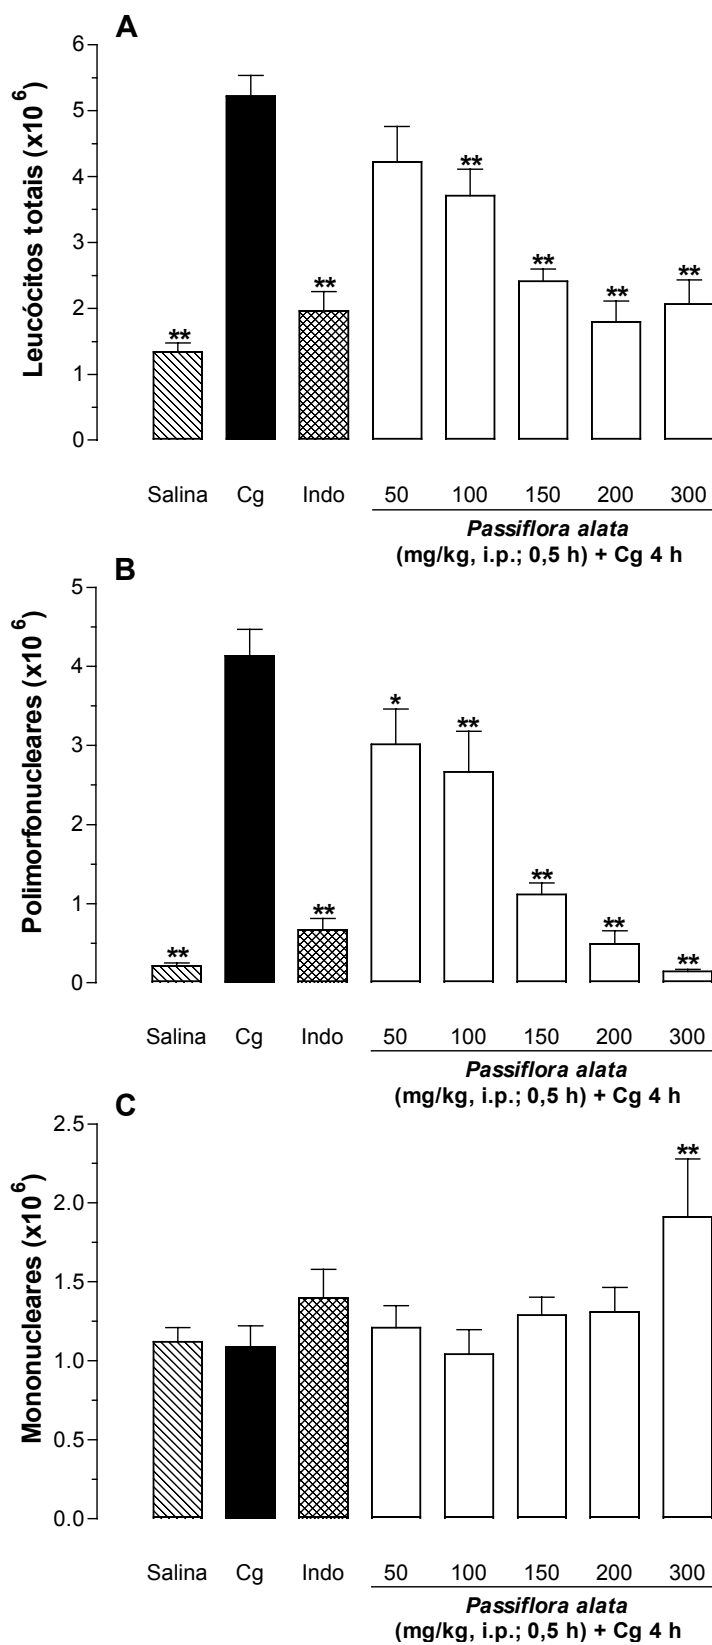 A
Leucócitos totais (x10⁶)
6
5
4
3
2
1
0
**
**
**
**
**
**
Salina Cg Indo 50 100 150 200 300
Passiflora alata
(mg/kg, i.p.; 0,5 h) + Cg 4 h
B
Polimorfonucleares (x10⁶)
5
4
3
2
1
0
**
**
*
**
**
**
**
Salina Cg Indo 50 100 150 200 300
Passiflora alata
(mg/kg, i.p.; 0,5 h) + Cg 4 h
C
Mononucleares (x10⁶)
2.5
2.0
1.5
1.0
0.5
0.0
**
Salina Cg Indo 50 100 150 200 300
Passiflora alata
(mg/kg, i.p.; 0,5 h) + Cg 4 h